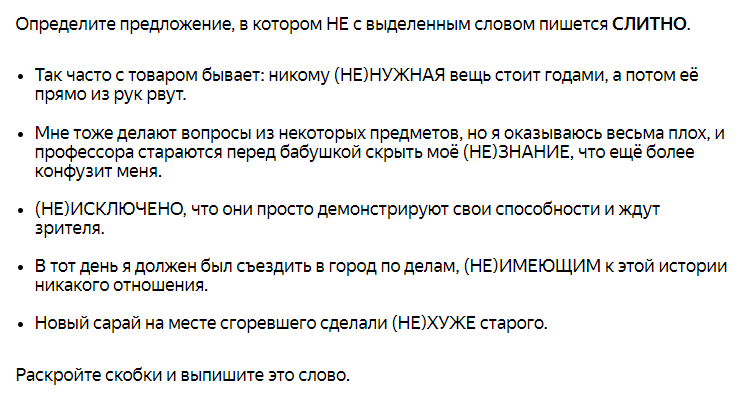 Определите предложение, в котором НЕ с выделенным словом пишется СЛИТНО.
• Так часто с товаром бывает: никому (НЕ)НУЖНАЯ вещь стоит годами, а потом её
прямо из рук рвут.
• Мне тоже делают вопросы из некоторых предметов, но я оказываюсь весьма плох, и
профессора стараются перед бабушкой скрыть моё (НЕ)ЗНАНИЕ, что ещё более
конфузит меня.
• (НЕ)ИСКЛЮЧЕНО, что они просто демонстрируют свои способности и ждут
зрителя.
• В тот день я должен был съездить в город по делам, (НЕ)ИМЕЮЩИМ к этой истории
никакого отношения.
• Новый сарай на месте сгоревшего сделали (НЕ)ХУЖЕ старого.
Раскройте скобки и выпишите это слово.